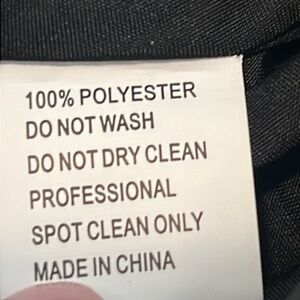 100% POLYESTER
DO NOT WASH
DO NOT DRY CLEAN
PROFESSIONAL
SPOT CLEAN ONLY
MADE IN CHINA